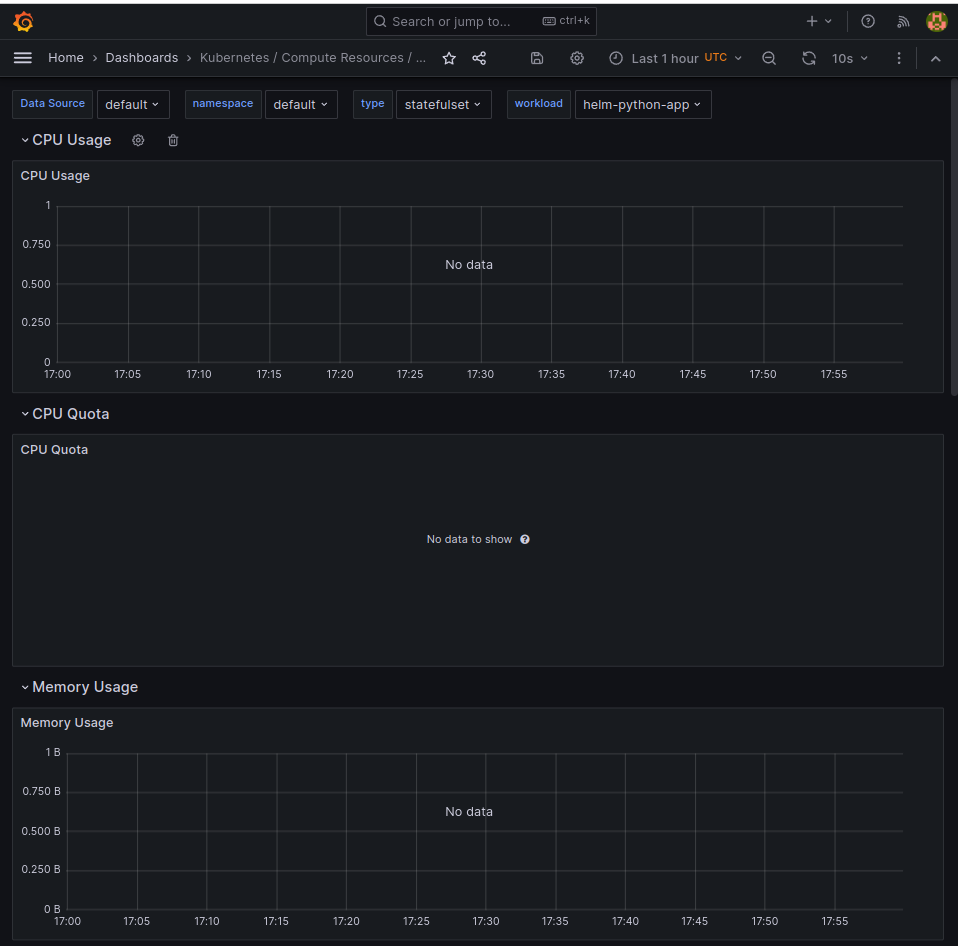 Search or jump to... ctrl+k
Home › Dashboards › Kubernetes / Compute Resources / ... Last 1 hour UTC 10s
Data Source default namespace default type statefulset workload helm-python-app
CPU Usage
CPU Usage
1
0.750
No data
0.500
0.250
0
17:00 17:05 17:10 17:15 17:20 17:25 17:30 17:35 17:40 17:45 17:50 17:55
CPU Quota
CPU Quota
No data to show ?
Memory Usage
Memory Usage
1 B
0.750 B
No data
0.500 B
0.250 B
0 B
17:00 17:05 17:10 17:15 17:20 17:25 17:30 17:35 17:40 17:45 17:50 17:55